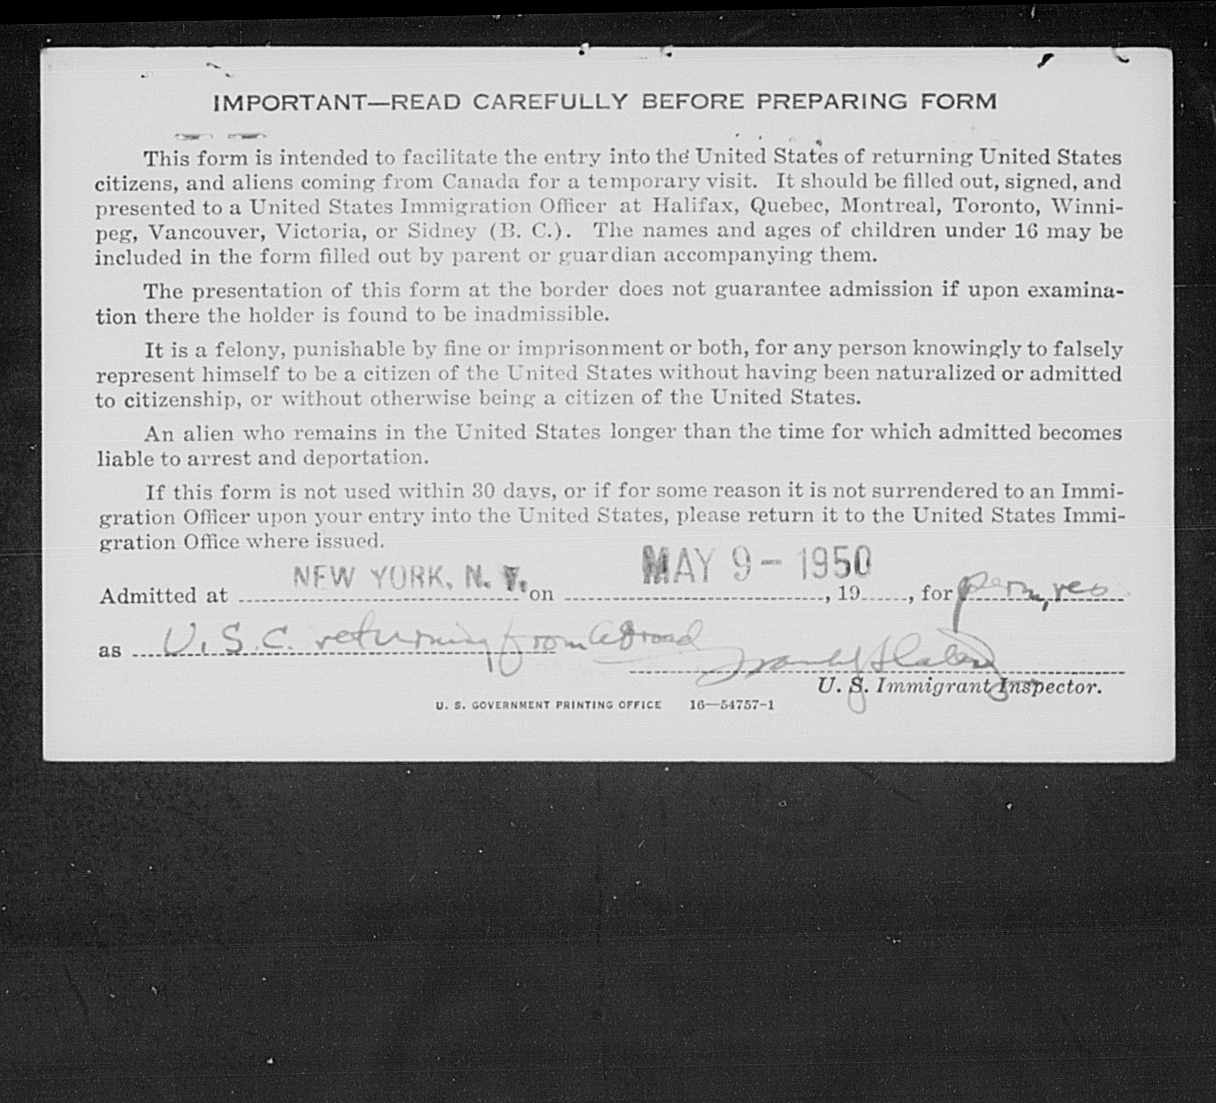 IMPORTANT—READ CAREFULLY BEFORE PREPARING FORM
This form is intended to facilitate the entry into the United States of returning United States
citizens, and aliens coming from Canada for a temporary visit. It should be filled out, signed, and
presented to a United States Immigration Officer at Halifax, Quebec, Montreal, Toronto, Winni-
peg, Vancouver, Victoria, or Sidney (B. C.). The names and ages of children under 16 may be
included in the form filled out by parent or guardian accompanying them.
The presentation of this form at the border does not guarantee admission if upon examina-
tion there the holder is found to be inadmissible.
It is a felony, punishable by fine or imprisonment or both, for any person knowingly to falsely
represent himself to be a citizen of the United States without having been naturalized or admitted
to citizenship, or without otherwise being a citizen of the United States.
An alien who remains in the United States longer than the time for which admitted becomes
liable to arrest and deportation.
If this form is not used within 30 days, or if for some reason it is not surrendered to an Immi-
gration Officer upon your entry into the United States, please return it to the United States Immi-
gration Office where issued.
Admitted at NEW YORK, N. Y. on MAY 9 - 1950, 19......, for perm, res
as U.S.C. returning from abroad
U. S. Immigrant Inspector.
U. S. GOVERNMENT PRINTING OFFICE 16—54757-1